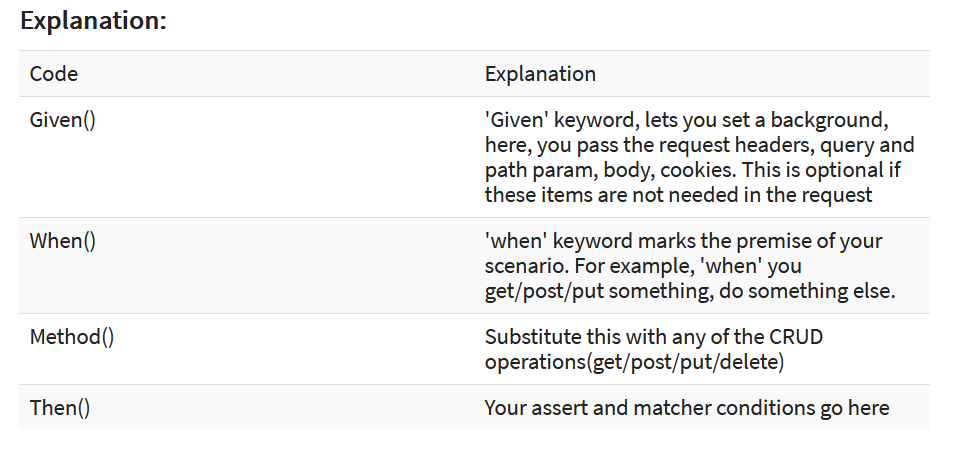 Explanation:
Code Explanation
Given() 'Given' keyword, lets you set a background,
here, you pass the request headers, query and
path param, body, cookies. This is optional if
these items are not needed in the request
When() 'when' keyword marks the premise of your
scenario. For example, 'when' you
get/post/put something, do something else.
Method() Substitute this with any of the CRUD
operations(get/post/put/delete)
Then() Your assert and matcher conditions go here